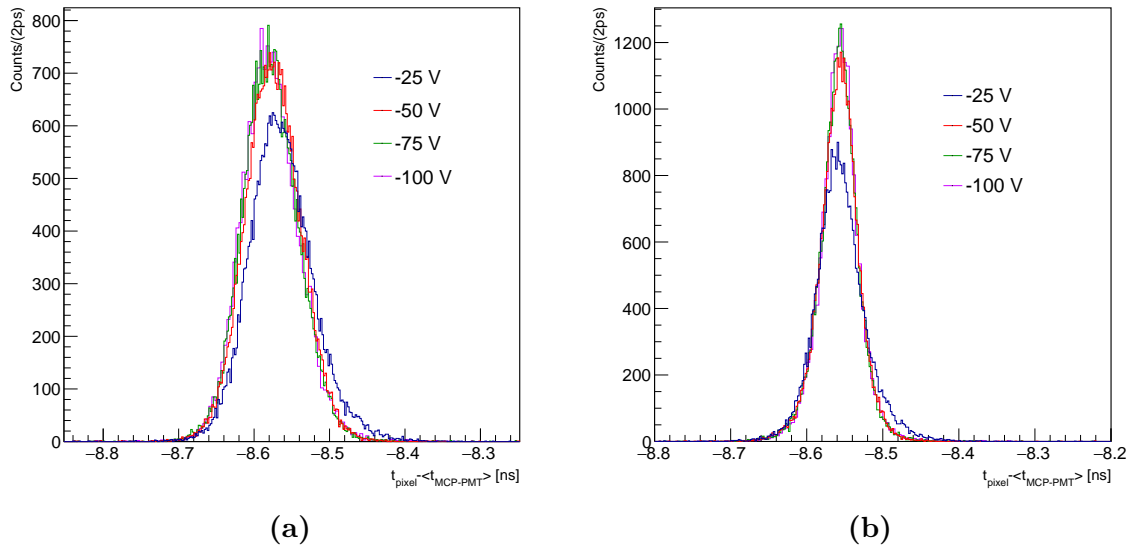 Counts/(2ps)
800
700
600
500
400
300
200
100
0
-25 V
-50 V
-75 V
-100 V
−8.8 −8.7 −8.6 −8.5 −8.4 −8.3
t_pixel-<t_MCP-PMT> [ns]
(a)
Counts/(2ps)
1200
1000
800
600
400
200
0
-25 V
-50 V
-75 V
-100 V
−8.8 −8.7 −8.6 −8.5 −8.4 −8.3 −8.2
t_pixel-<t_MCP-PMT> [ns]
(b)